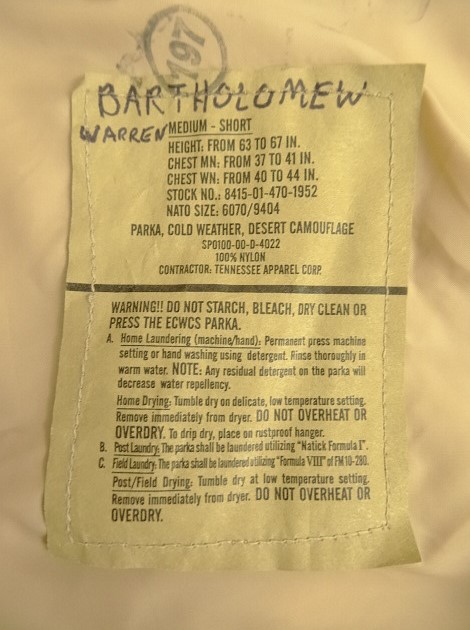 197
BARTHOLOMEW
WARREN
MEDIUM - SHORT
HEIGHT: FROM 63 TO 67 IN.
CHEST MN: FROM 37 TO 41 IN.
CHEST WN: FROM 40 TO 44 IN.
STOCK NO.: 8415-01-470-1952
NATO SIZE: 6070/9404
PARKA, COLD WEATHER, DESERT CAMOUFLAGE
SPO100-00-D-4022
100% NYLON
CONTRACTOR: TENNESSEE APPAREL CORP.
WARNING!! DO NOT STARCH, BLEACH, DRY CLEAN OR
PRESS THE ECWCS PARKA.
A. Home Laundering (machine/hand): Permanent press machine
setting or hand washing using detergent. Rinse thoroughly in
warm water. NOTE: Any residual detergent on the parka will
decrease water repellency.
Home Drying: Tumble dry on delicate, low temperature setting.
Remove immediately from dryer. DO NOT OVERHEAT OR
OVERDRY. To drip dry, place on rustproof hanger.
B. Post Laundry: The parka shall be laundered utilizing "Natick Formula I".
C. Field Laundry: The parka shall be laundered utilizing "Formula VIII" of FM 10-280.
Post/Field Drying: Tumble dry at low temperature setting.
Remove immediately from dryer. DO NOT OVERHEAT OR
OVERDRY.